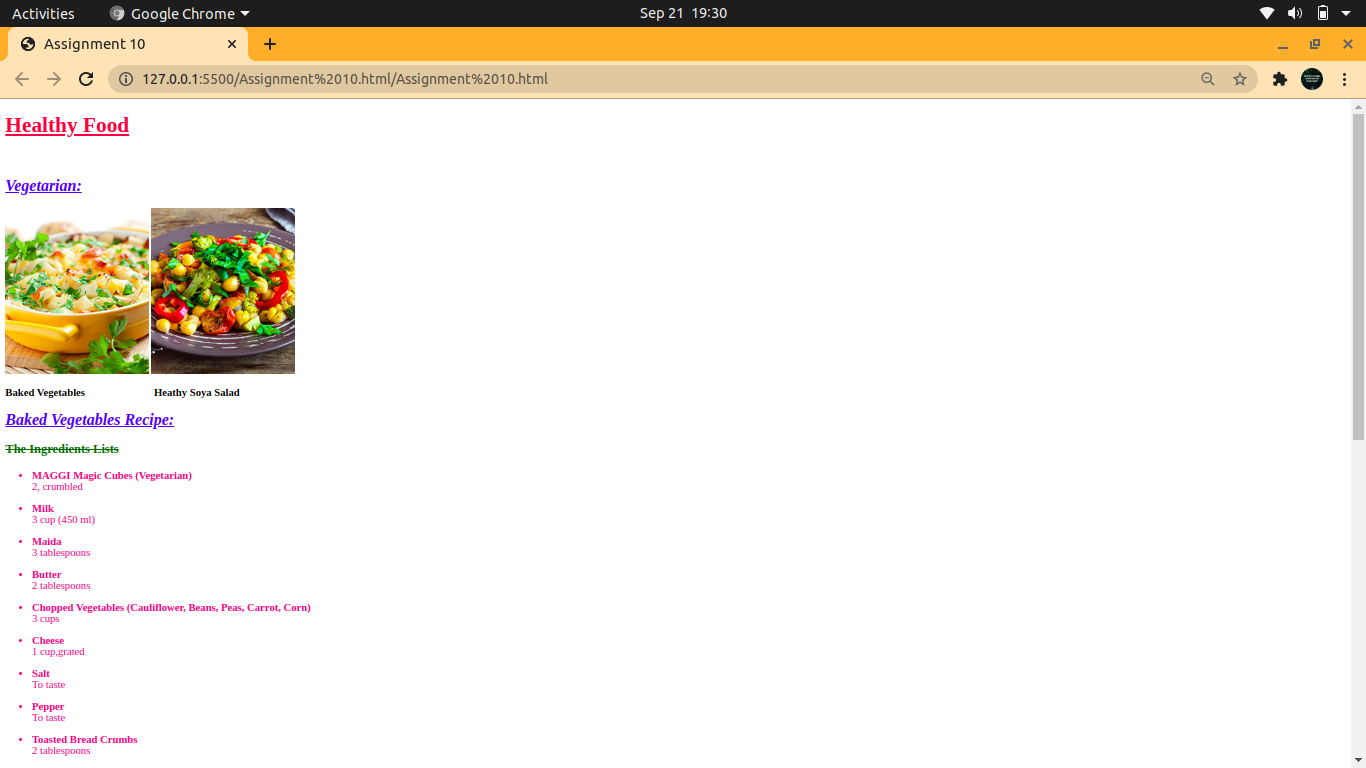 Activities Google Chrome Sep 21 19:30
Assignment 10
127.0.0.1:5500/Assignment%2010.html/Assignment%2010.html
Healthy Food
Vegetarian:
Baked Vegetables Heathy Soya Salad
Baked Vegetables Recipe:
The Ingredients Lists
• MAGGI Magic Cubes (Vegetarian)
2, crumbled
• Milk
3 cup (450 ml)
• Maida
3 tablespoons
• Butter
2 tablespoons
• Chopped Vegetables (Cauliflower, Beans, Peas, Carrot, Corn)
3 cups
• Cheese
1 cup,grated
• Salt
To taste
• Pepper
To taste
• Toasted Bread Crumbs
2 tablespoons